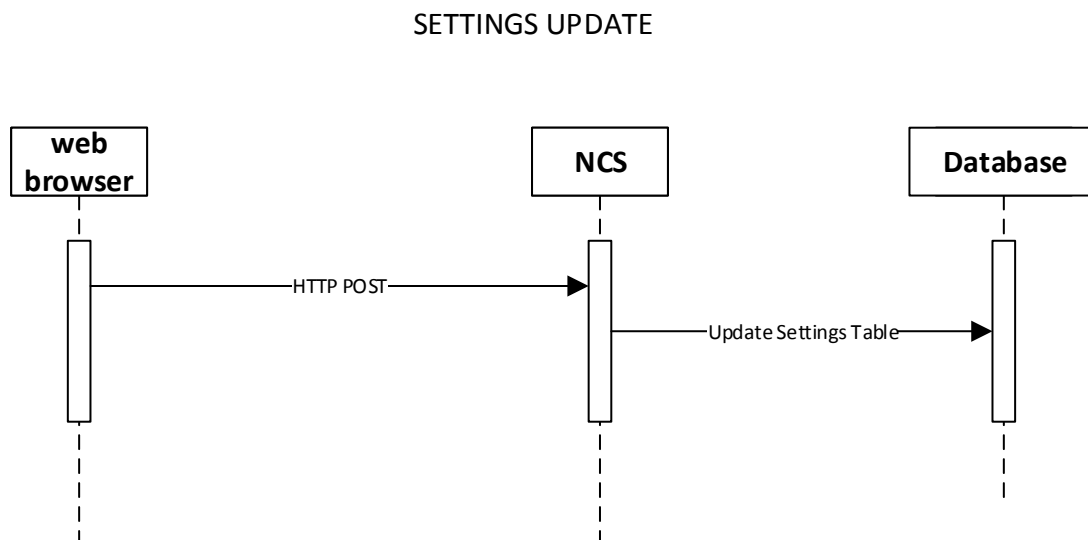 SETTINGS UPDATE
web
browser
NCS
Database
HTTP POST
Update Settings Table